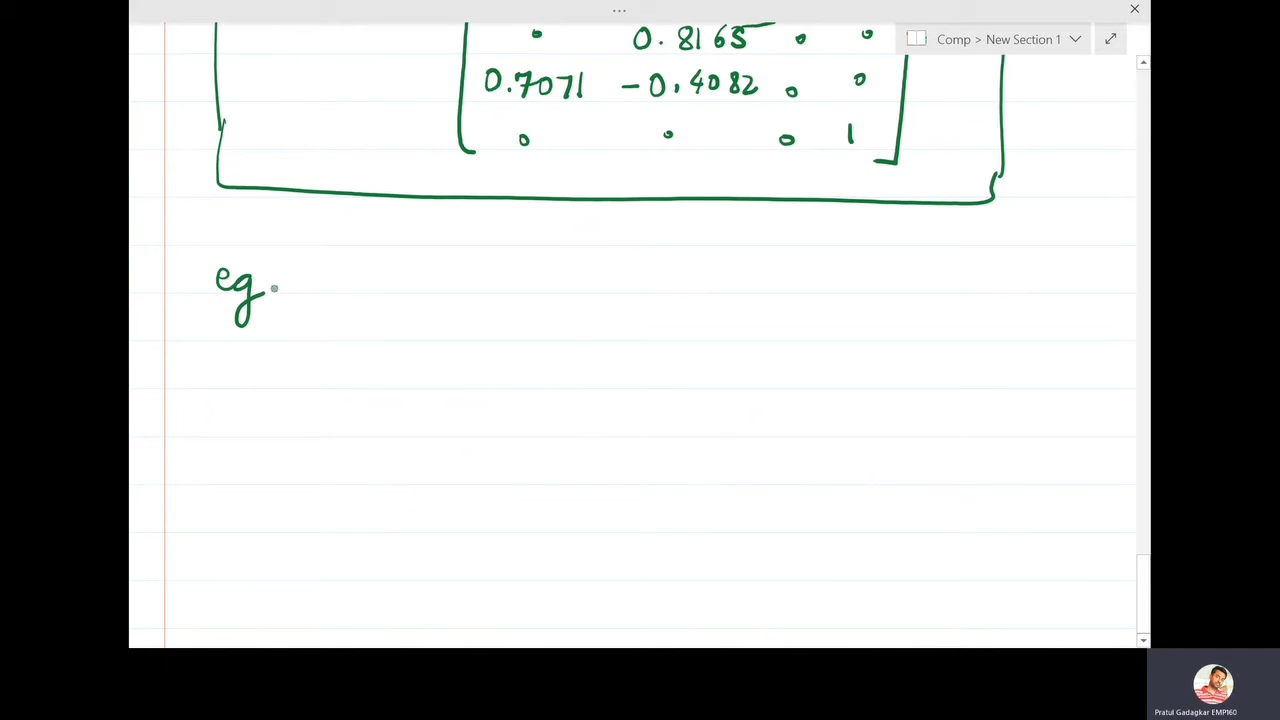 ...
Comp > New Section 1
0 0.8165 0 0
0.7071 -0.4082 0 0
0 0 0 1
eg.
Pratul Gadagkar EMP160